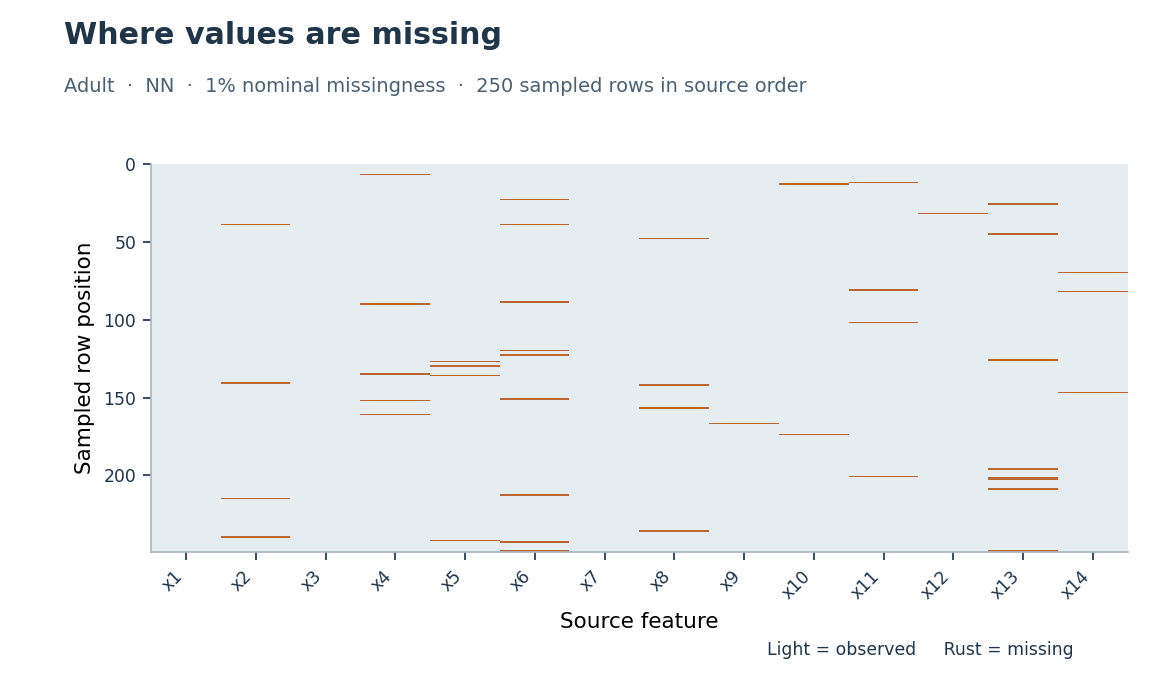 Where values are missing
Adult · NN · 1% nominal missingness · 250 sampled rows in source order
0
50
100
150
200
Sampled row position
x1 x2 x3 x4 x5 x6 x7 x8 x9 x10 x11 x12 x13 x14
Source feature
Light = observed Rust = missing